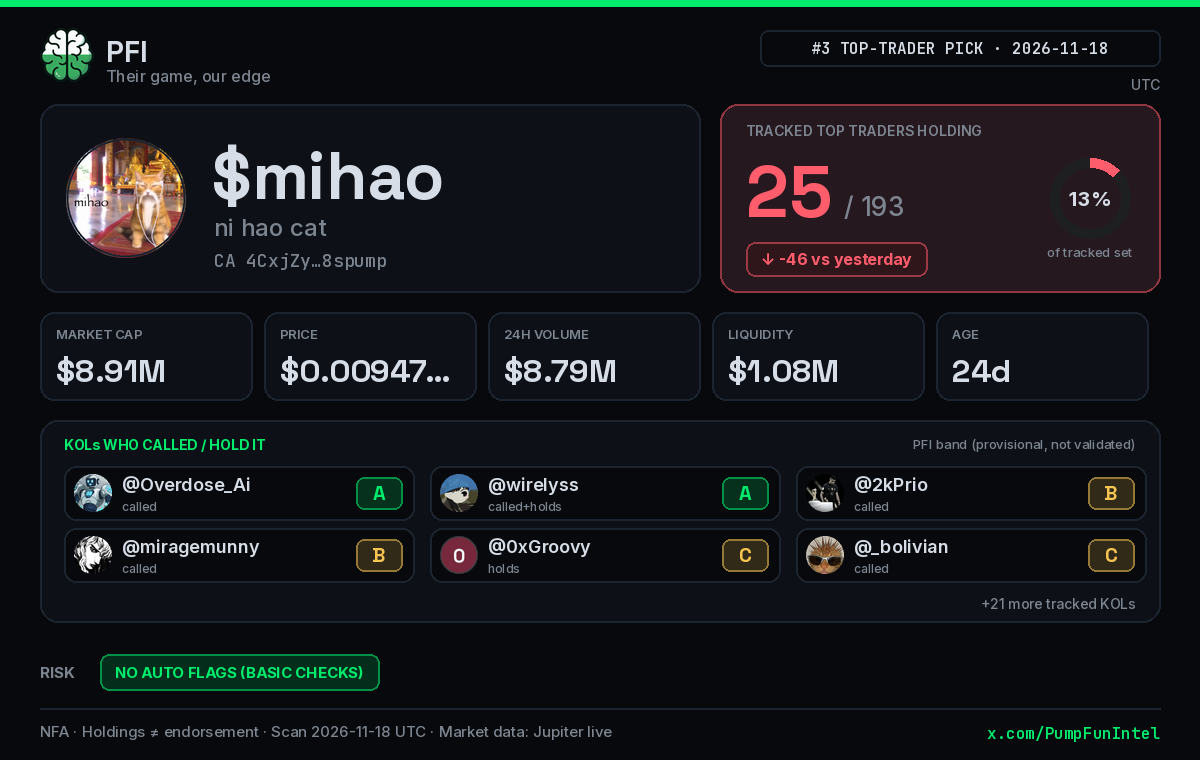 PFI
Their game, our edge
#3 TOP-TRADER PICK · 2026-11-18
UTC
mihao
$mihao
ni hao cat
CA 4CxjZy…8spump
TRACKED TOP TRADERS HOLDING
25 / 193
↓ -46 vs yesterday
13%
of tracked set
MARKET CAP
$8.91M
PRICE
$0.00947…
24H VOLUME
$8.79M
LIQUIDITY
$1.08M
AGE
24d
KOLs WHO CALLED / HOLD IT
PFI band (provisional, not validated)
@Overdose_Ai
called
A
@wirelyss
called+holds
A
@2kPrio
called
B
@miragemunny
called
B
0
@0xGroovy
holds
C
@_bolivian
called
C
+21 more tracked KOLs
RISK
NO AUTO FLAGS (BASIC CHECKS)
NFA · Holdings ≠ endorsement · Scan 2026-11-18 UTC · Market data: Jupiter live
x.com/PumpFunIntel